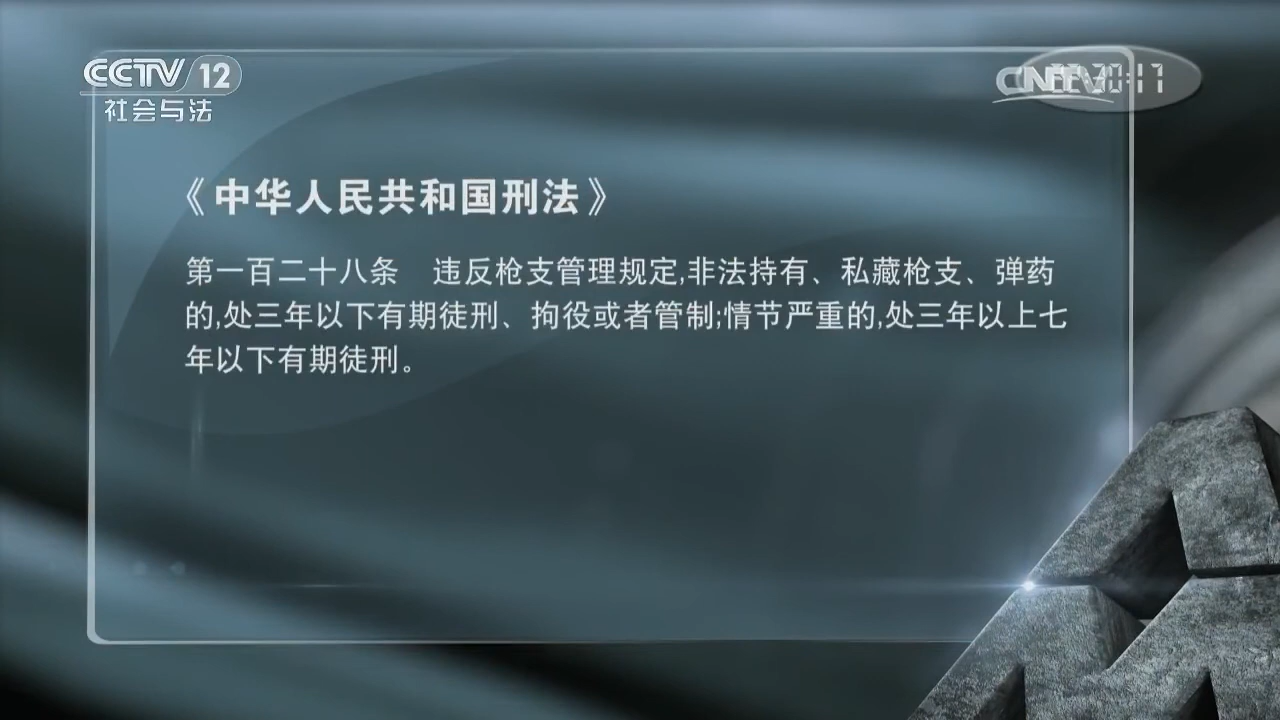 CCTV 12
社会与法
《中华人民共和国刑法》
第一百二十八条 违反枪支管理规定,非法持有、私藏枪支、弹药
的,处三年以下有期徒刑、拘役或者管制;情节严重的,处三年以上七
年以下有期徒刑。